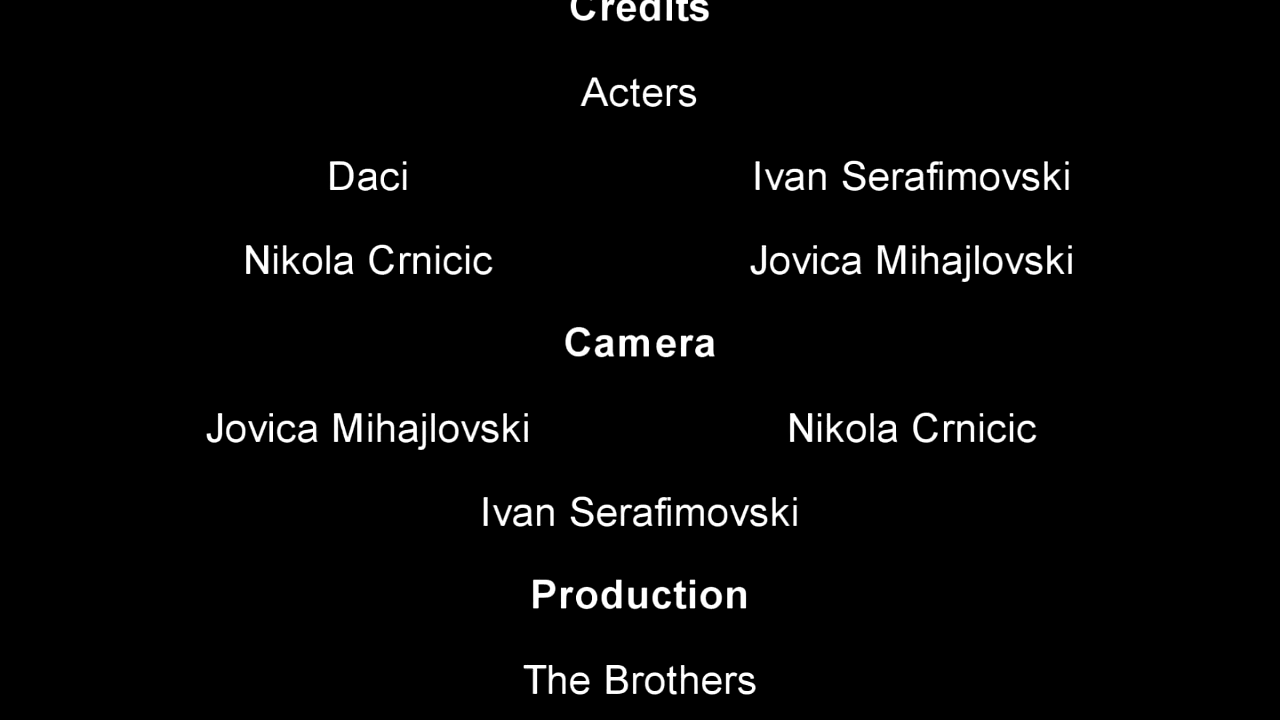 Credits
Acters
Daci Ivan Serafimovski
Nikola Crnicic Jovica Mihajlovski
Camera
Jovica Mihajlovski Nikola Crnicic
Ivan Serafimovski
Production
The Brothers